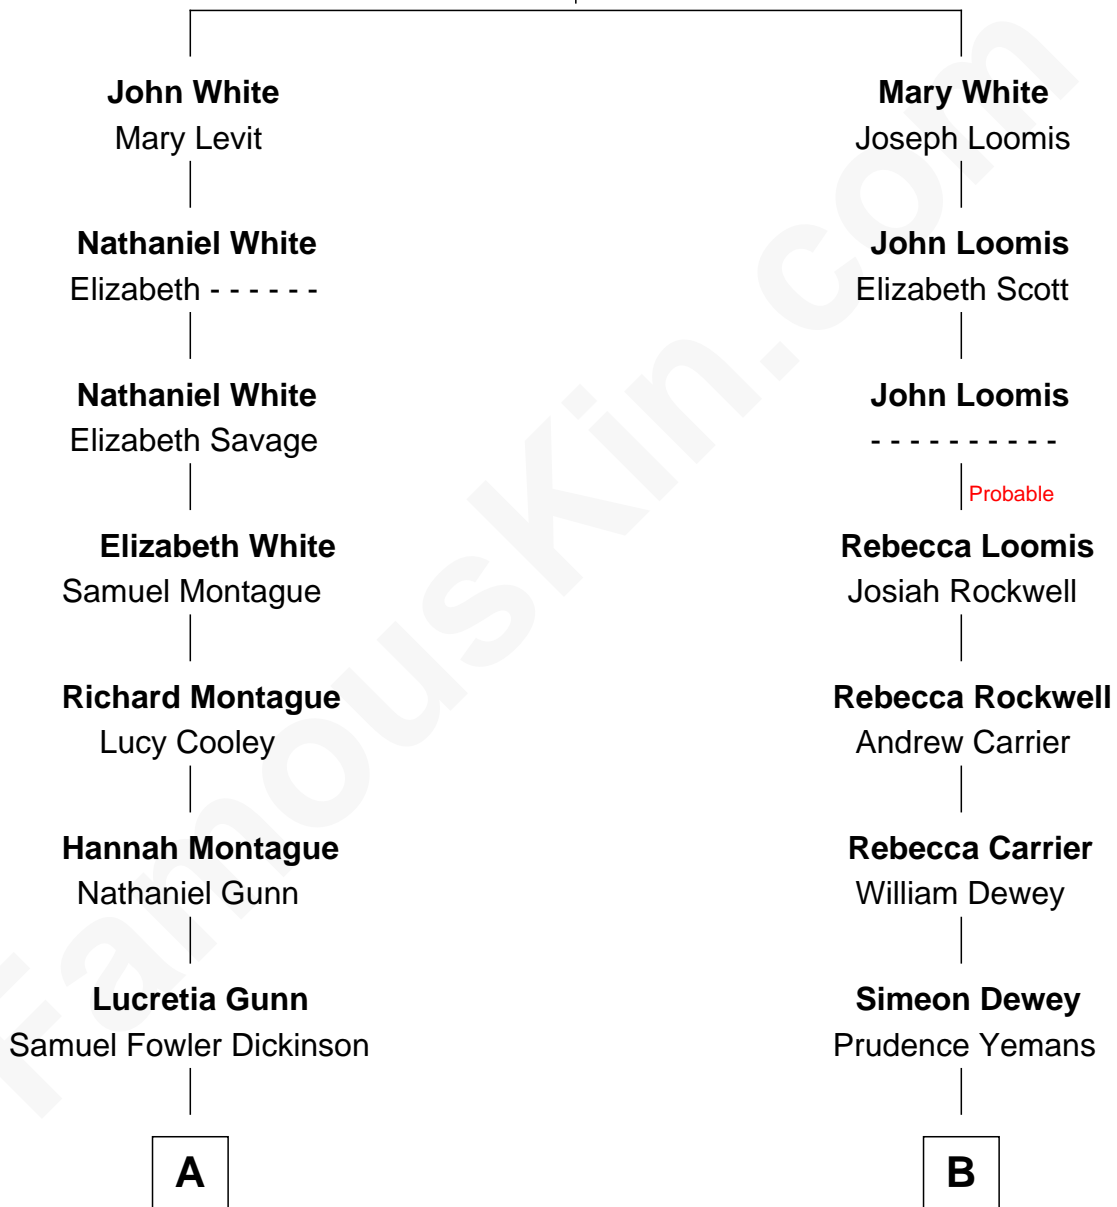 John White
Mary Levit
Mary White
Joseph Loomis
Nathaniel White
Elizabeth - - - - - -
John Loomis
Elizabeth Scott
Nathaniel White
Elizabeth Savage
John Loomis
- - - - - - - - - -
Probable
Elizabeth White
Samuel Montague
Rebecca Loomis
Josiah Rockwell
Richard Montague
Lucy Cooley
Rebecca Rockwell
Andrew Carrier
Hannah Montague
Nathaniel Gunn
Rebecca Carrier
William Dewey
Lucretia Gunn
Samuel Fowler Dickinson
Simeon Dewey
Prudence Yemans
A
B
FamousKin.com